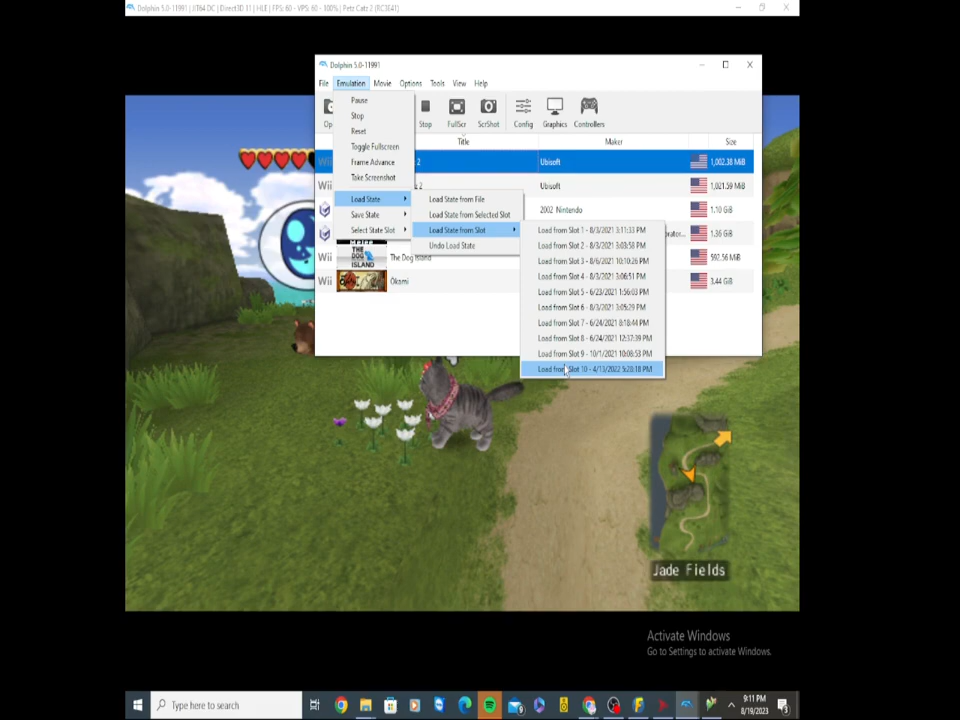 Dolphin 5.0-11991 | JIT64 DC | Direct3D 11 | HLE | FPS: 60 - VPS: 60 - 100% | Petz Catz 2 (RC3E41)
Dolphin 5.0-11991
File Emulation Movie Options Tools View Help
Pause
Stop
Reset
Toggle Fullscreen
Frame Advance
Take Screenshot
Load State
Save State
Select State Slot
Stop FullScr ScrShot Config Graphics Controllers
Title Maker Size
2 Ubisoft 1,002.38 MiB
2 Ubisoft 1,021.59 MiB
2002 Nintendo 1.10 GiB
1.36 GiB
Wii THE DOG ISLAND The Dog Island 592.56 MiB
Wii Okami 3.44 GiB
Load State from File
Load State from Selected Slot
Load State from Slot
Undo Load State
Load from Slot 1 - 8/3/2021 3:11:33 PM
Load from Slot 2 - 8/3/2021 3:03:58 PM
Load from Slot 3 - 8/6/2021 10:10:26 PM
Load from Slot 4 - 8/3/2021 3:06:51 PM
Load from Slot 5 - 6/23/2021 1:56:03 PM
Load from Slot 6 - 8/3/2021 3:05:29 PM
Load from Slot 7 - 6/24/2021 8:18:44 PM
Load from Slot 8 - 6/24/2021 12:37:39 PM
Load from Slot 9 - 10/1/2021 10:08:53 PM
Load from Slot 10 - 4/13/2022 5:20:18 PM
Jade Fields
Activate Windows
Go to Settings to activate Windows.
Type here to search
9:11 PM
8/19/2023